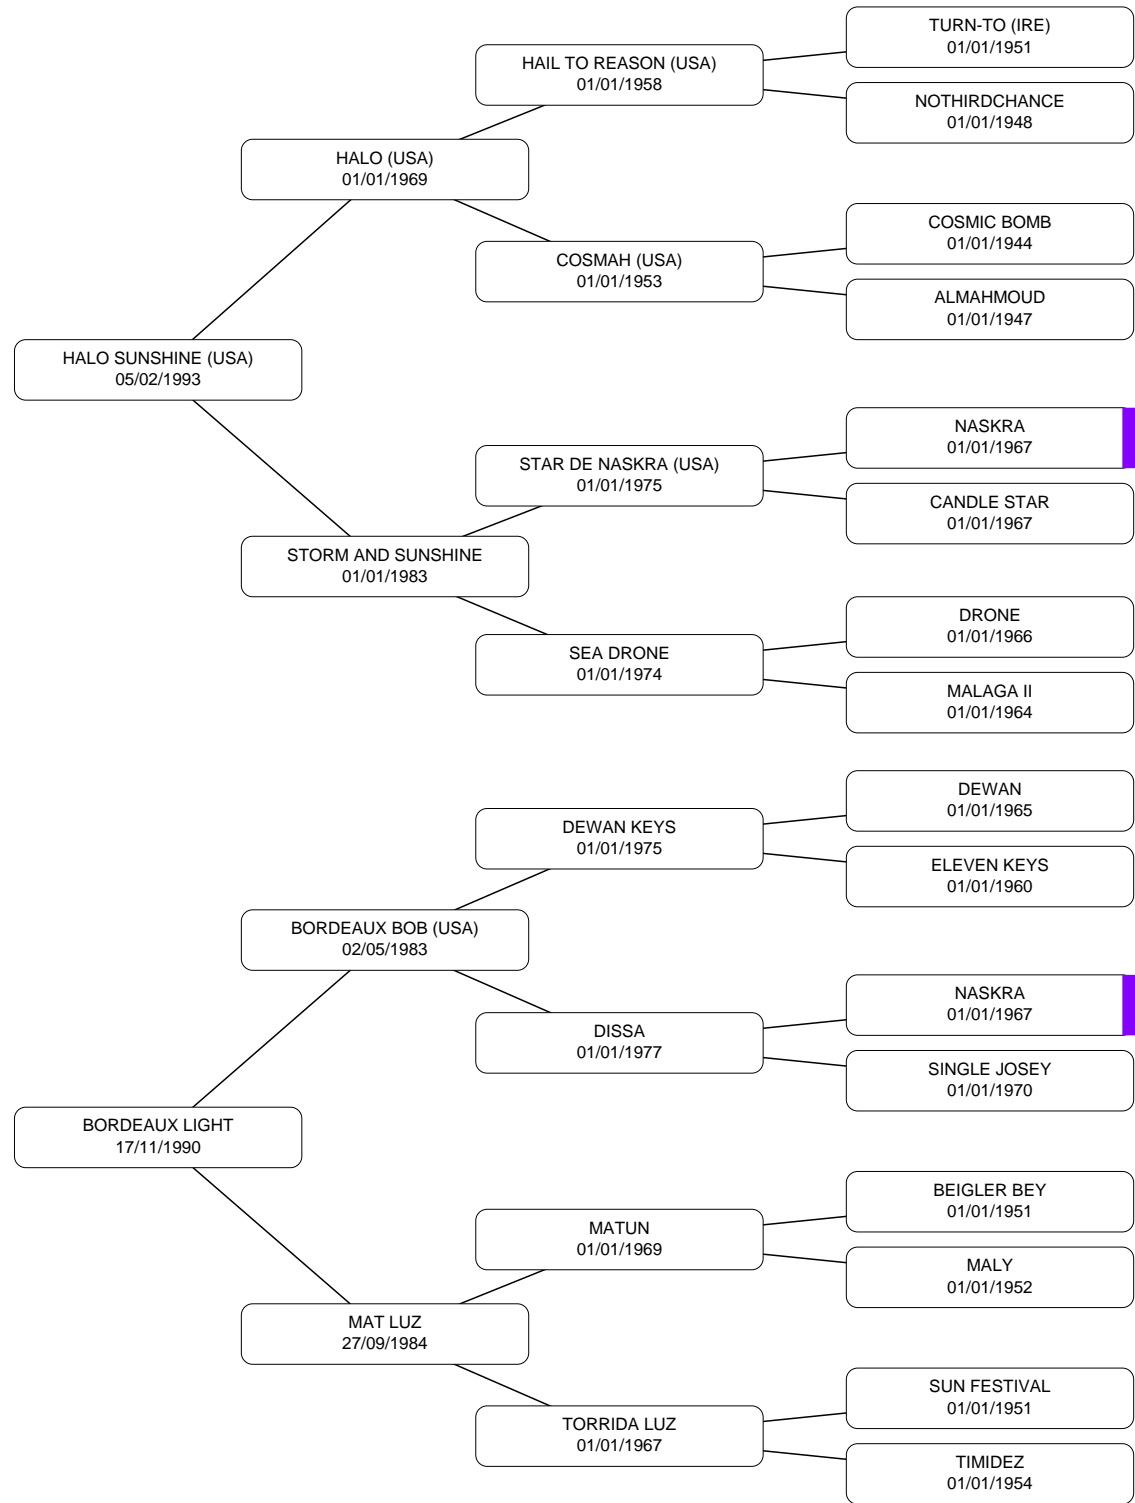 TURN-TO (IRE)
01/01/1951
HAIL TO REASON (USA)
01/01/1958
NOTHIRDCHANCE
01/01/1948
HALO (USA)
01/01/1969
COSMIC BOMB
01/01/1944
COSMAH (USA)
01/01/1953
ALMAHMOUD
01/01/1947
HALO SUNSHINE (USA)
05/02/1993
NASKRA
01/01/1967
STAR DE NASKRA (USA)
01/01/1975
CANDLE STAR
01/01/1967
STORM AND SUNSHINE
01/01/1983
DRONE
01/01/1966
SEA DRONE
01/01/1974
MALAGA II
01/01/1964
DEWAN
01/01/1965
DEWAN KEYS
01/01/1975
ELEVEN KEYS
01/01/1960
BORDEAUX BOB (USA)
02/05/1983
NASKRA
01/01/1967
DISSA
01/01/1977
SINGLE JOSEY
01/01/1970
BORDEAUX LIGHT
17/11/1990
BEIGLER BEY
01/01/1951
MATUN
01/01/1969
MALY
01/01/1952
MAT LUZ
27/09/1984
SUN FESTIVAL
01/01/1951
TORRIDA LUZ
01/01/1967
TIMIDEZ
01/01/1954